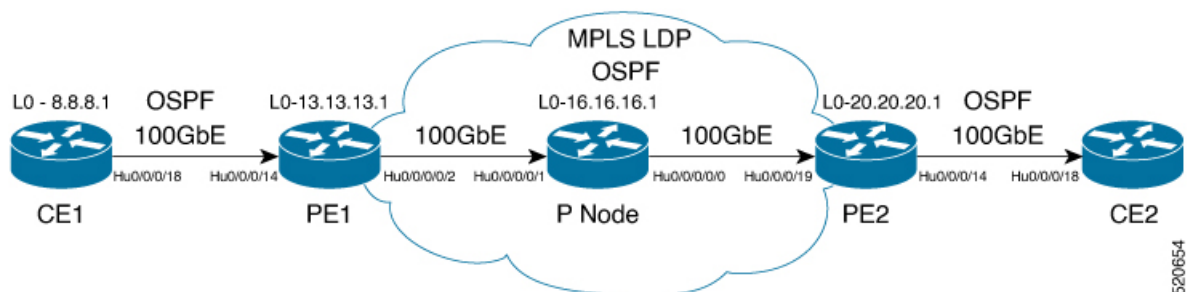 MPLS LDP
OSPF
L0 - 8.8.8.1
OSPF
L0-13.13.13.1
L0-16.16.16.1
L0-20.20.20.1
OSPF
100GbE
100GbE
100GbE
100GbE
Hu0/0/0/18
Hu0/0/0/14
Hu0/0/0/0/2
Hu0/0/0/0/1
Hu0/0/0/0/0
Hu0/0/0/19
Hu0/0/0/14
Hu0/0/0/18
CE1
PE1
P Node
PE2
CE2
520654